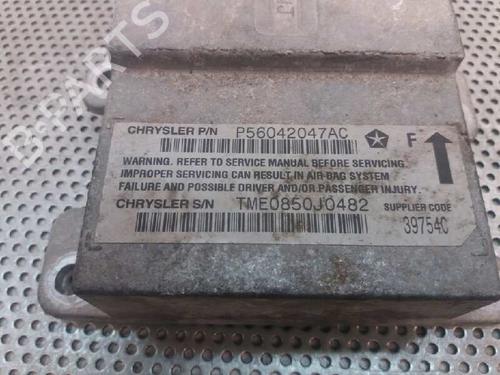 B-PARTS
CHRYSLER P/N P56042047AC
F
WARNING. REFER TO SERVICE MANUAL BEFORE SERVICING.
IMPROPER SERVICING CAN RESULT IN AIR-BAG SYSTEM
FAILURE AND POSSIBLE DRIVER AND/OR PASSENGER INJURY.
CHRYSLER S/N TME0850J0482 SUPPLIER CODE
39754C